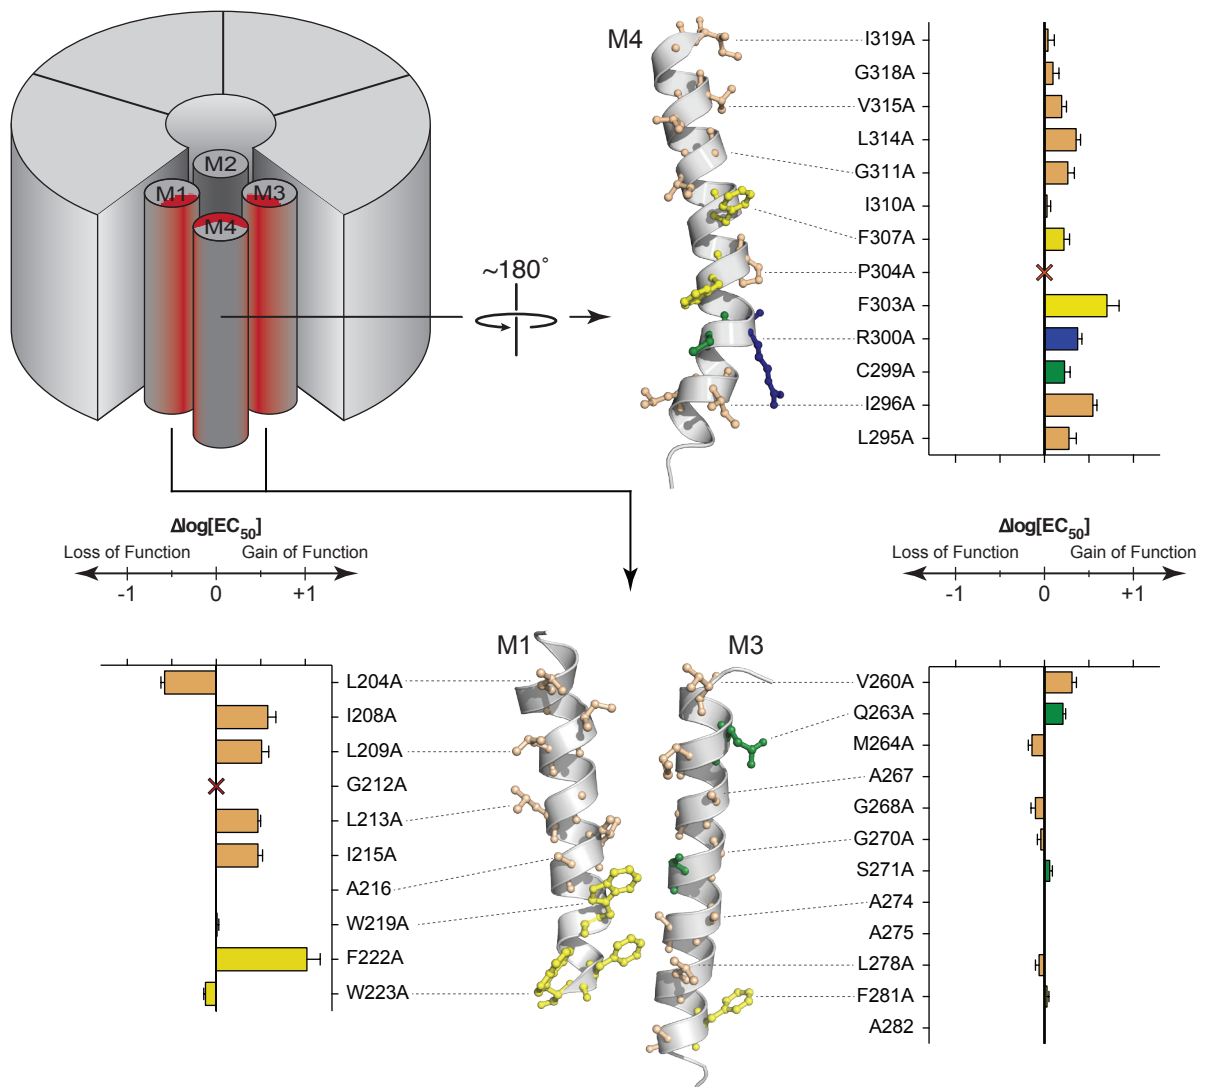 M2
M1
M3
M4
~180°
M4
I319A
G318A
V315A
L314A
G311A
I310A
F307A
P304A
F303A
R300A
C299A
I296A
L295A
Δlog[EC50]
Loss of Function
Gain of Function
-1
0
+1
Δlog[EC50]
Loss of Function
Gain of Function
-1
0
+1
M1
L204A
I208A
L209A
G212A
L213A
I215A
A216
W219A
F222A
W223A
M3
V260A
Q263A
M264A
A267
G268A
G270A
S271A
A274
A275
L278A
F281A
A282